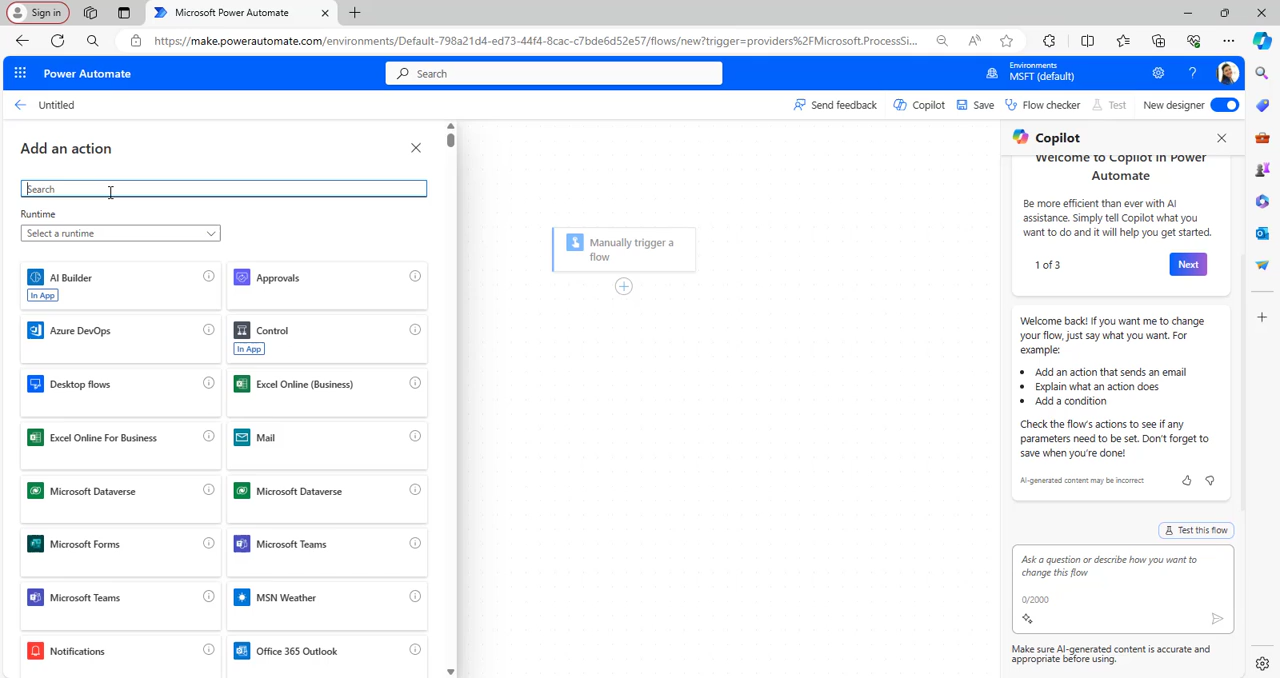 Sign in
Microsoft Power Automate
https://make.powerautomate.com/environments/Default-798a21d4-ed73-44f4-8cac-c7bde6d52e57/flows/new?trigger=providers%2FMicrosoft.ProcessSi...
Power Automate
Search
Environments
MSFT (default)
Untitled
Send feedback
Copilot
Save
Flow checker
Test
New designer
Add an action
Search
Runtime
Select a runtime
AI Builder
In App
Approvals
Azure DevOps
Control
In App
Desktop flows
Excel Online (Business)
Excel Online For Business
Mail
Microsoft Dataverse
Microsoft Dataverse
Microsoft Forms
Microsoft Teams
Microsoft Teams
MSN Weather
Notifications
Office 365 Outlook
Manually trigger a
flow
Copilot
Welcome to Copilot in Power
Automate
Be more efficient than ever with AI
assistance. Simply tell Copilot what you
want to do and it will help you get started.
1 of 3
Next
Welcome back! If you want me to change
your flow, just say what you want. For
example:
• Add an action that sends an email
• Explain what an action does
• Add a condition
Check the flow's actions to see if any
parameters need to be set. Don't forget to
save when you're done!
AI-generated content may be incorrect
Test this flow
Ask a question or describe how you want to
change this flow
0/2000
Make sure AI-generated content is accurate and
appropriate before using.